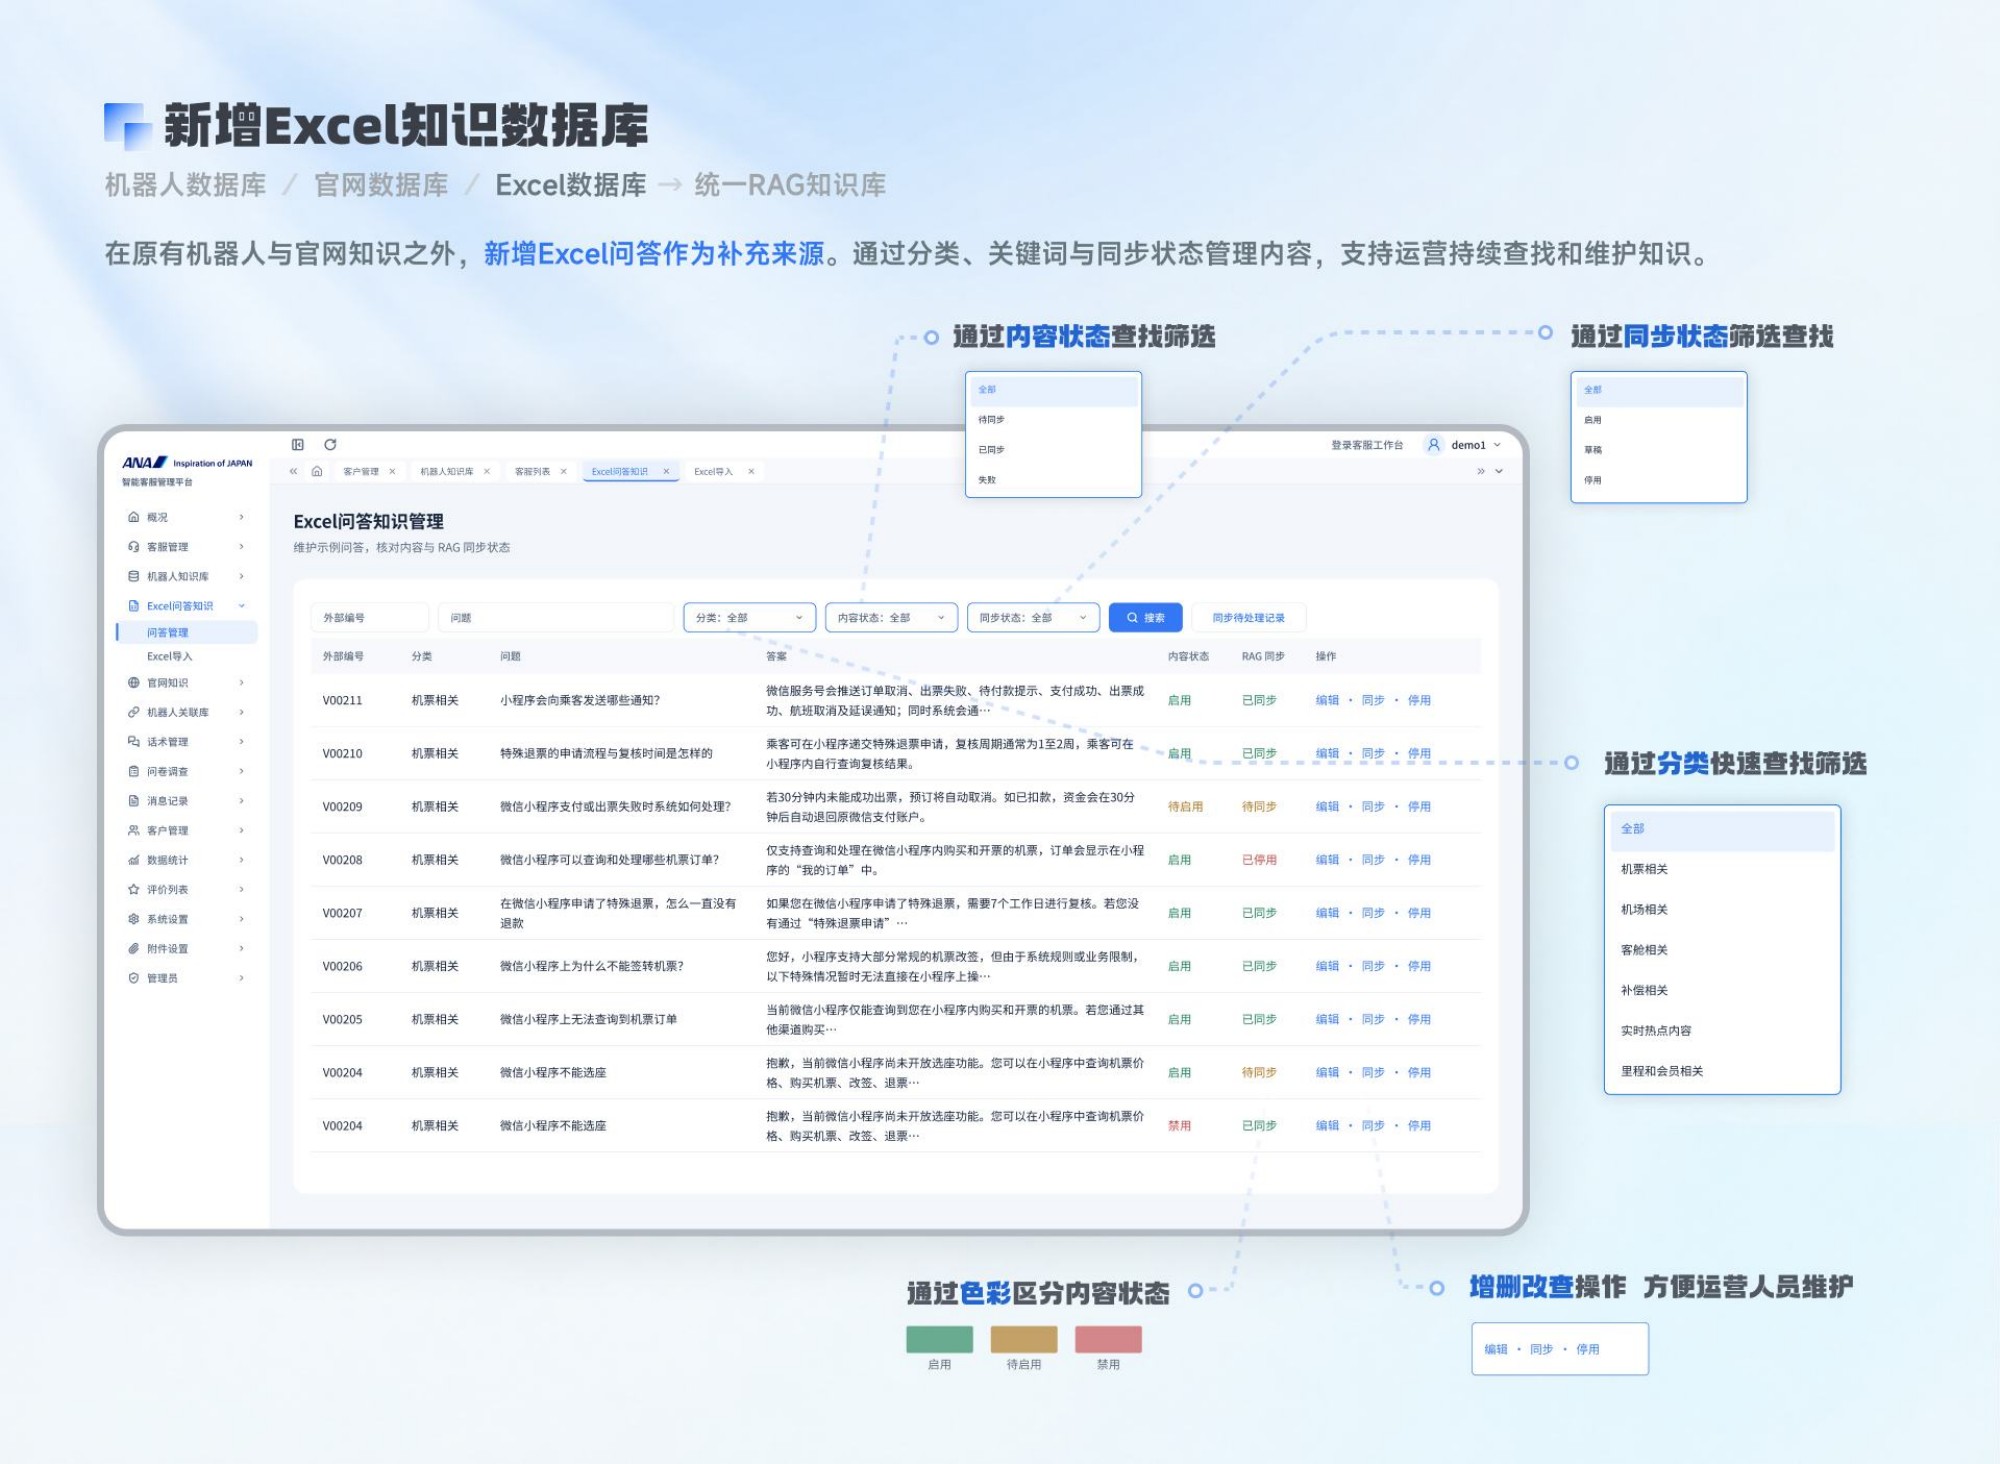 新增Excel知识数据库
机器人数据库 / 官网数据库 / Excel数据库 → 统一RAG知识库
在原有机器人与官网知识之外，新增Excel问答作为补充来源。通过分类、关键词与同步状态管理内容，支持运营持续查找和维护知识。
通过内容状态查找筛选
全部
待同步
已同步
失败
通过同步状态筛选查找
全部
启用
草稿
停用
ANA Inspiration of JAPAN
智能客服管理平台
概况
客服管理
机器人知识库
Excel问答知识
问答管理
Excel导入
官网知识
机器人关联库
话术管理
问卷调查
消息记录
客户管理
数据统计
评价列表
系统设置
附件设置
管理员
登录客服工作台 demo1
客户管理 × 机器人知识库 × 客服列表 × Excel问答知识 × Excel导入 ×
Excel问答知识管理
维护示例问答，核对内容与 RAG 同步状态
外部编号 问题 分类：全部 内容状态：全部 同步状态：全部 搜索 同步待处理记录
外部编号 分类 问题 答案 内容状态 RAG 同步 操作
V00211 机票相关 小程序会向乘客发送哪些通知？ 微信服务号会推送订单取消、出票失败、待付款提示、支付成功、出票成
功、航班取消及延误通知；同时系统会通… 启用 已同步 编辑 · 同步 · 停用
V00210 机票相关 特殊退票的申请流程与复核时间是怎样的 乘客可在小程序递交特殊退票申请，复核周期通常为1至2周，乘客可在
小程序内自行查询复核结果。 启用 已同步 编辑 · 同步 · 停用
V00209 机票相关 微信小程序支付或出票失败时系统如何处理？ 若30分钟内未能成功出票，预订将自动取消。如已扣款，资金会在30分
钟后自动退回原微信支付账户。 待启用 待同步 编辑 · 同步 · 停用
V00208 机票相关 微信小程序可以查询和处理哪些机票订单？ 仅支持查询和处理在微信小程序内购买和开票的机票，订单会显示在小程
序的“我的订单”中。 启用 已停用 编辑 · 同步 · 停用
V00207 机票相关 在微信小程序申请了特殊退票，怎么一直没有
退款 如果您在微信小程序申请了特殊退票，需要7个工作日进行复核。若您没
有通过“特殊退票申请”… 启用 已同步 编辑 · 同步 · 停用
V00206 机票相关 微信小程序上为什么不能签转机票？ 您好，小程序支持大部分常规的机票改签，但由于系统规则或业务限制，
以下特殊情况暂时无法直接在小程序上操… 启用 已同步 编辑 · 同步 · 停用
V00205 机票相关 微信小程序上无法查询到机票订单 当前微信小程序仅能查询到您在小程序内购买和开票的机票。若您通过其
他渠道购买… 启用 已同步 编辑 · 同步 · 停用
V00204 机票相关 微信小程序不能选座 抱歉，当前微信小程序尚未开放选座功能。您可以在小程序中查询机票价
格、购买机票、改签、退票… 启用 待同步 编辑 · 同步 · 停用
V00204 机票相关 微信小程序不能选座 抱歉，当前微信小程序尚未开放选座功能。您可以在小程序中查询机票价
格、购买机票、改签、退票… 禁用 已同步 编辑 · 同步 · 停用
通过分类快速查找筛选
全部
机票相关
机场相关
客舱相关
补偿相关
实时热点内容
里程和会员相关
通过色彩区分内容状态
启用 待启用 禁用
增删改查操作 方便运营人员维护
编辑 · 同步 · 停用